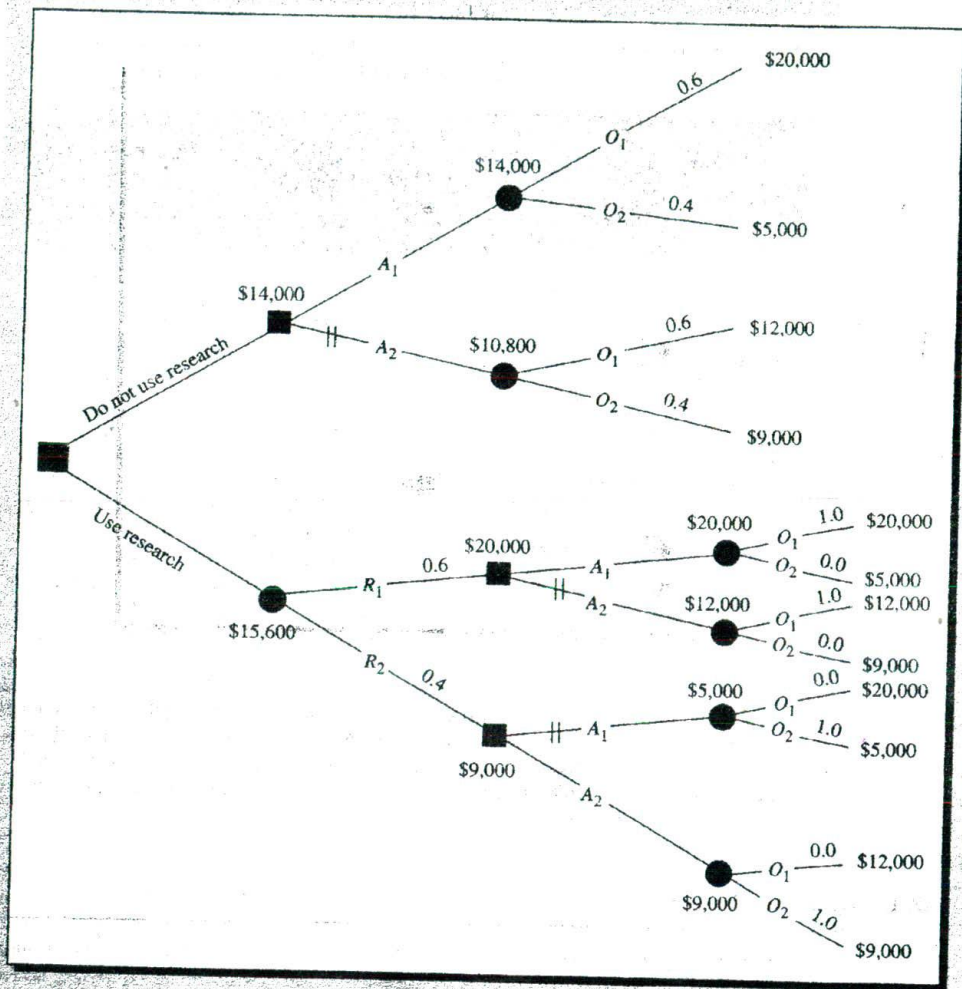 $20,000
0.6
O1
$14,000
O2
0.4
$5,000
A1
$14,000
A2
$10,800
0.6
O1
$12,000
O2
0.4
$9,000
Do not use research
Use research
$15,600
R1
0.6
$20,000
A1
$20,000
O1
1.0
$20,000
O2
0.0
$5,000
A2
$12,000
O1
1.0
$12,000
O2
0.0
$9,000
R2
0.4
$9,000
A1
$5,000
O1
0.0
$20,000
O2
1.0
$5,000
A2
$9,000
O1
0.0
$12,000
O2
1.0
$9,000